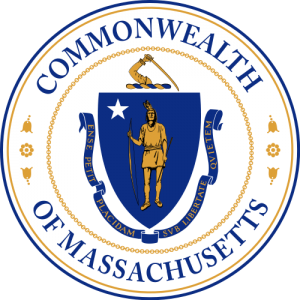 COMMONWEALTH
OF MASSACHUSETTS
ENSE PETIT
PLACIDAM
SVB LIBERTATE
QVIETEM